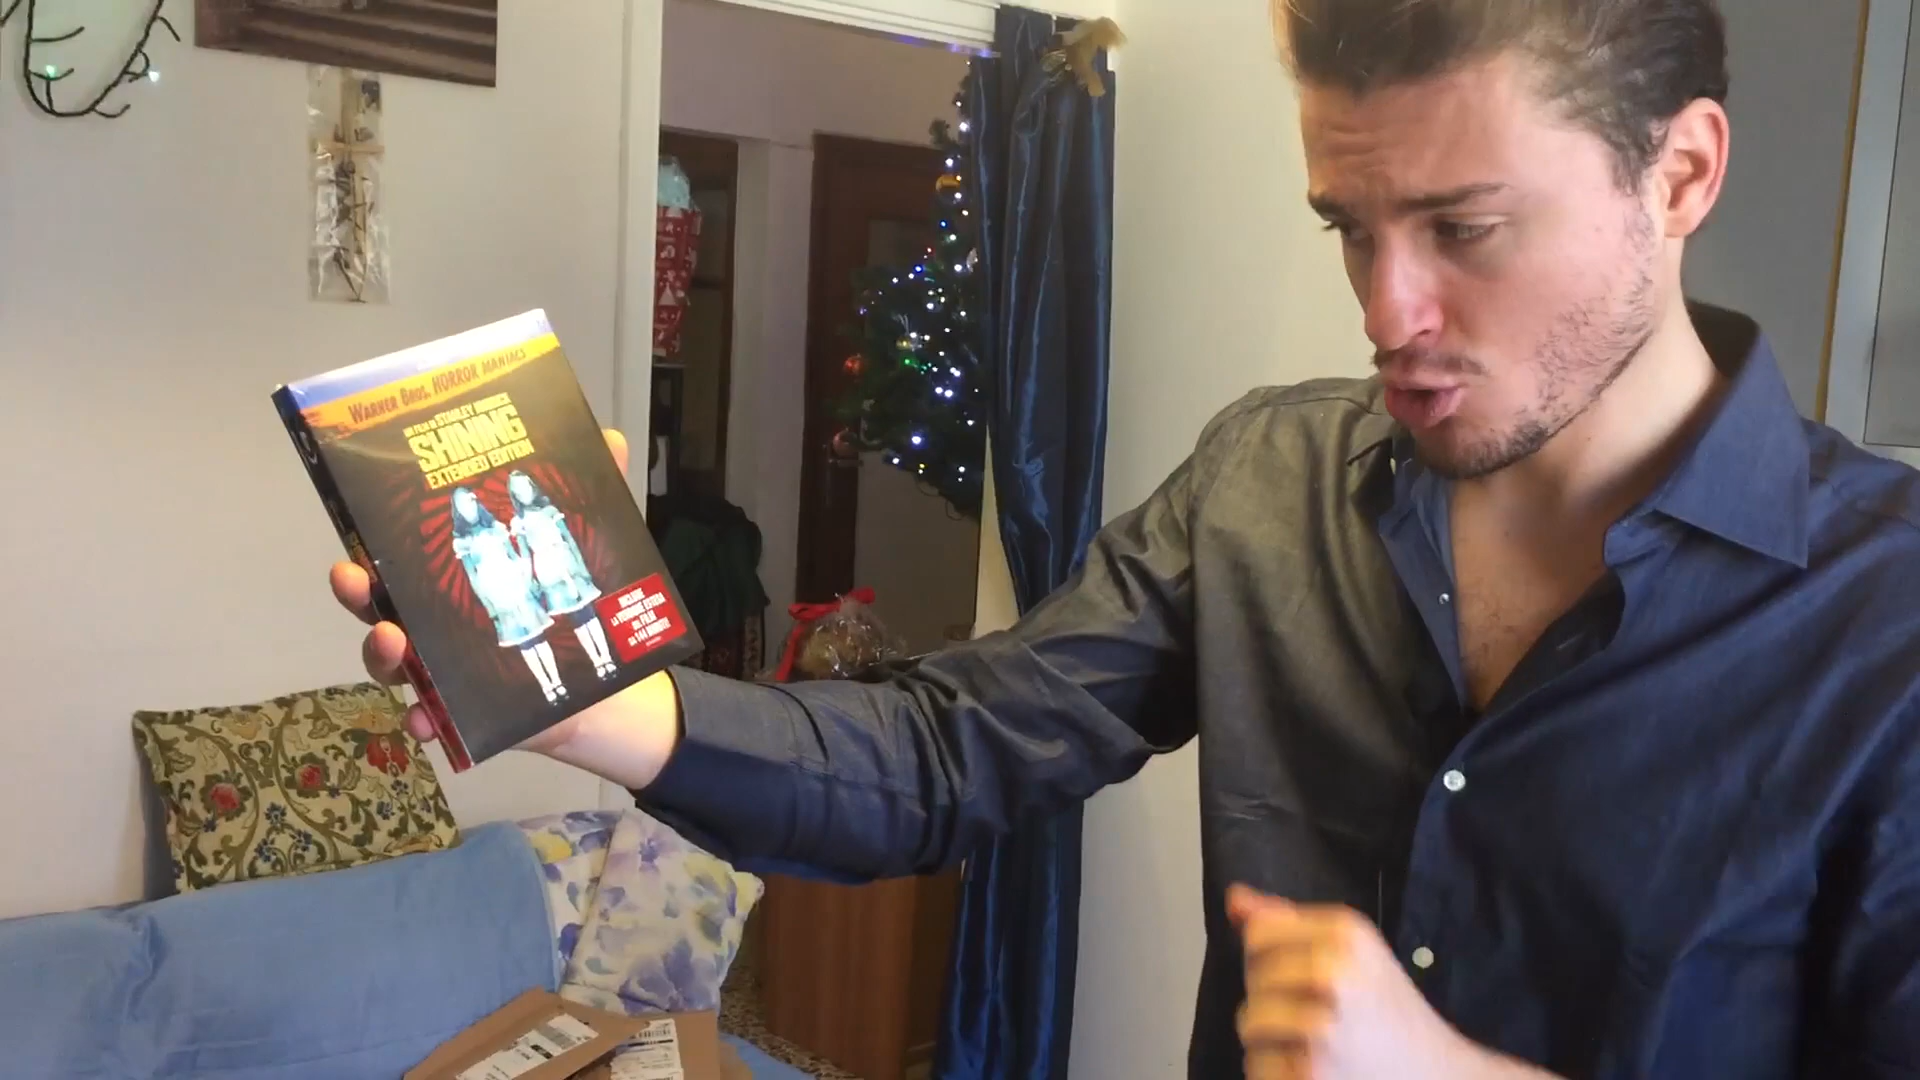 WARNER BROS. HORROR MANIACS
UN FILM DI STANLEY KUBRICK
SHINING
EXTENDED EDITION
INCLUDE
LA VERSIONE ESTESA
DEL FILM
DA 144 MINUTI